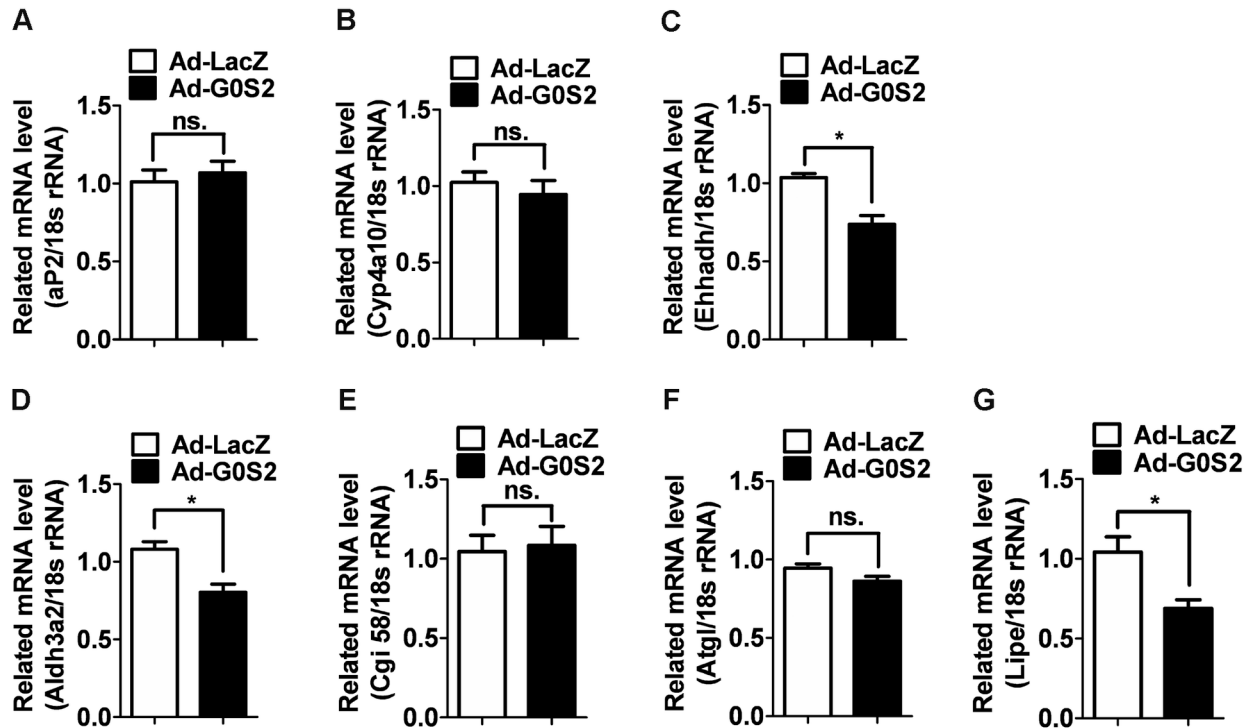 A
Ad-LacZ
Ad-G0S2
Related mRNA level
(aP2/18s rRNA)
1.5
1.0
0.5
0.0
ns.
B
Ad-LacZ
Ad-G0S2
Related mRNA level
(Cyp4a10/18s rRNA)
1.5
1.0
0.5
0.0
ns.
C
Ad-LacZ
Ad-G0S2
Related mRNA level
(Ehhadh/18s rRNA)
1.5
1.0
0.5
0.0
*
D
Ad-LacZ
Ad-G0S2
Related mRNA level
(Aldh3a2/18s rRNA)
1.5
1.0
0.5
0.0
*
E
Ad-LacZ
Ad-G0S2
Related mRNA level
(Cgi 58/18s rRNA)
1.5
1.0
0.5
0.0
ns.
F
Ad-LacZ
Ad-G0S2
Related mRNA level
(Atgl/18s rRNA)
1.5
1.0
0.5
0.0
ns.
G
Ad-LacZ
Ad-G0S2
Related mRNA level
(Lipe/18s rRNA)
1.5
1.0
0.5
0.0
*